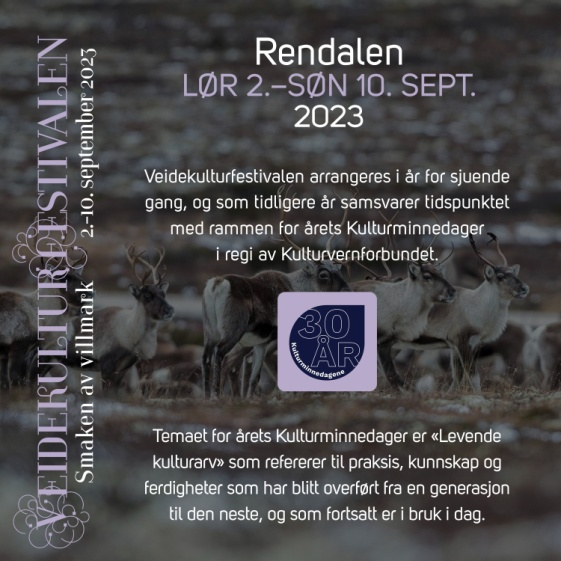 VEIDEKULTURFESTIVALEN
Smaken av villmark 2.-10. september 2023
Rendalen
LØR 2.–SØN 10. SEPT.
2023
Veidekulturfestivalen arrangeres i år for sjuende
gang, og som tidligere år samsvarer tidspunktet
med rammen for årets Kulturminnedager
i regi av Kulturvernforbundet.
30
ÅR
Kulturminnedagene
Temaet for årets Kulturminnedager er «Levende
kulturarv» som refererer til praksis, kunnskap og
ferdigheter som har blitt overført fra en generasjon
til den neste, og som fortsatt er i bruk i dag.